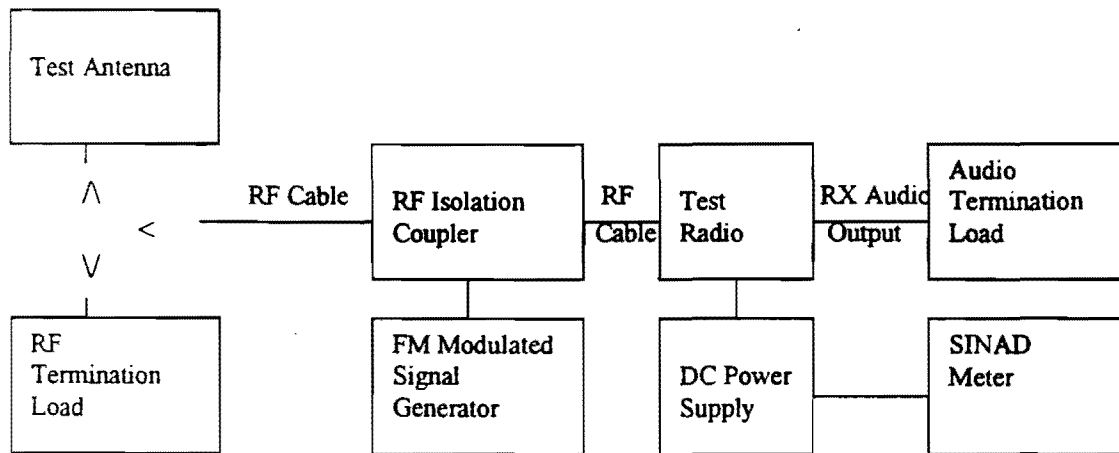 Test Antenna
RF Cable
RF Isolation
Coupler
RF
Cable
Test
Radio
RX Audio
Output
Audio
Termination
Load
RF
Termination
Load
FM Modulated
Signal
Generator
DC Power
Supply
SINAD
Meter